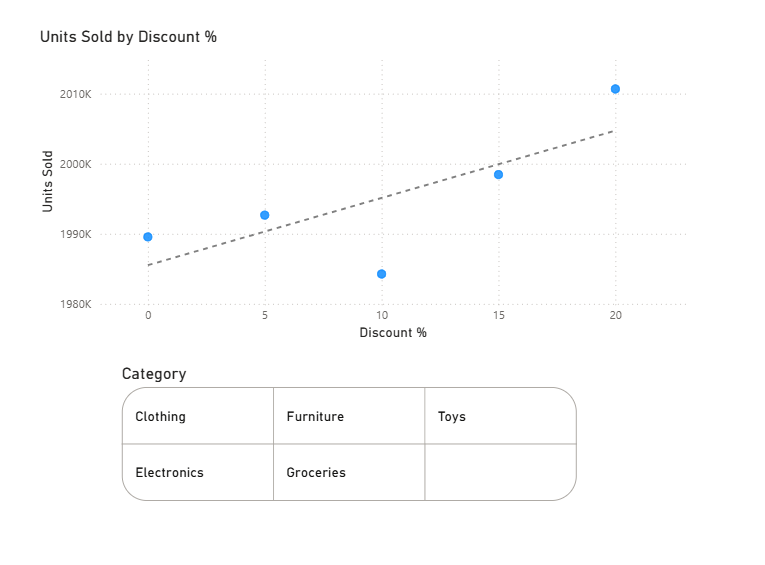 Units Sold by Discount %
2010K
2000K
1990K
1980K
Units Sold
0 5 10 15 20
Discount %
Category
Clothing Furniture Toys
Electronics Groceries